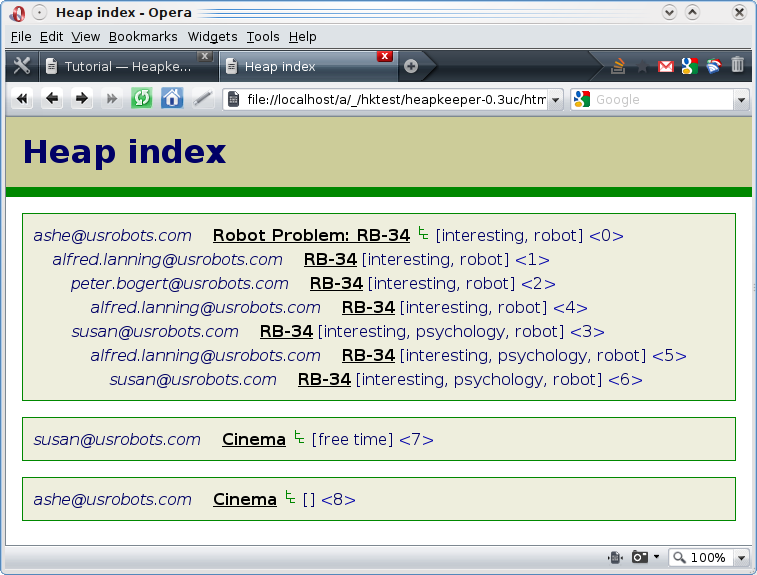 Heap index - Opera
File Edit View Bookmarks Widgets Tools Help
Tutorial — Heapke... Heap index
file://localhost/a/_/hktest/heapkeeper-0.3uc/htm Google
Heap index
ashe@usrobots.com Robot Problem: RB-34 [interesting, robot] <0>
alfred.lanning@usrobots.com RB-34 [interesting, robot] <1>
peter.bogert@usrobots.com RB-34 [interesting, robot] <2>
alfred.lanning@usrobots.com RB-34 [interesting, robot] <4>
susan@usrobots.com RB-34 [interesting, psychology, robot] <3>
alfred.lanning@usrobots.com RB-34 [interesting, psychology, robot] <5>
susan@usrobots.com RB-34 [interesting, psychology, robot] <6>
susan@usrobots.com Cinema [free time] <7>
ashe@usrobots.com Cinema [] <8>
100%